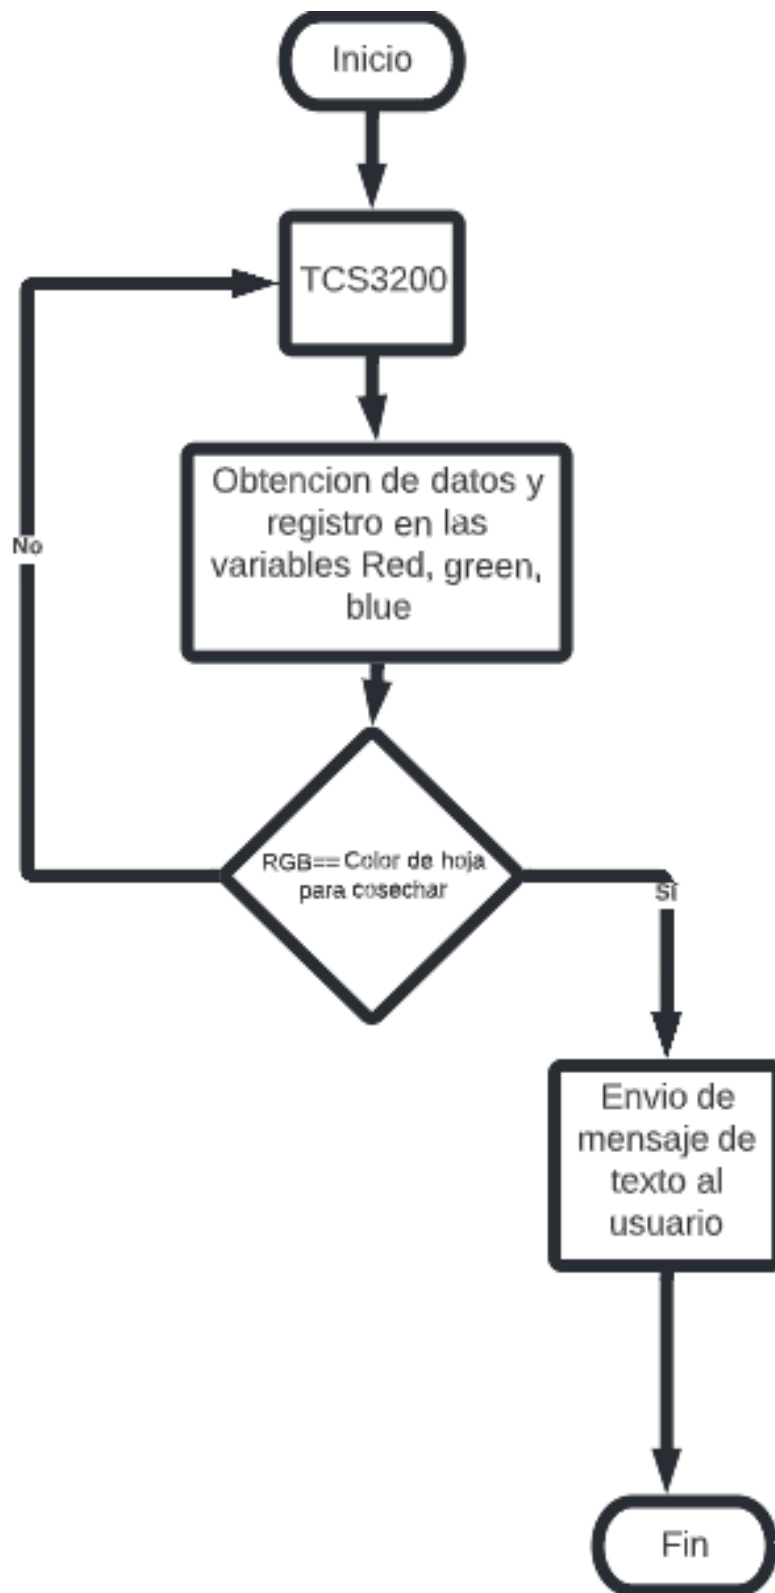 Inicio
TCS3200
Obtencion de datos y
registro en las
variables Red, green,
blue
No
RGB== Color de hoja
para cosechar
Sí
Envio de
mensaje de
texto al
usuario
Fin